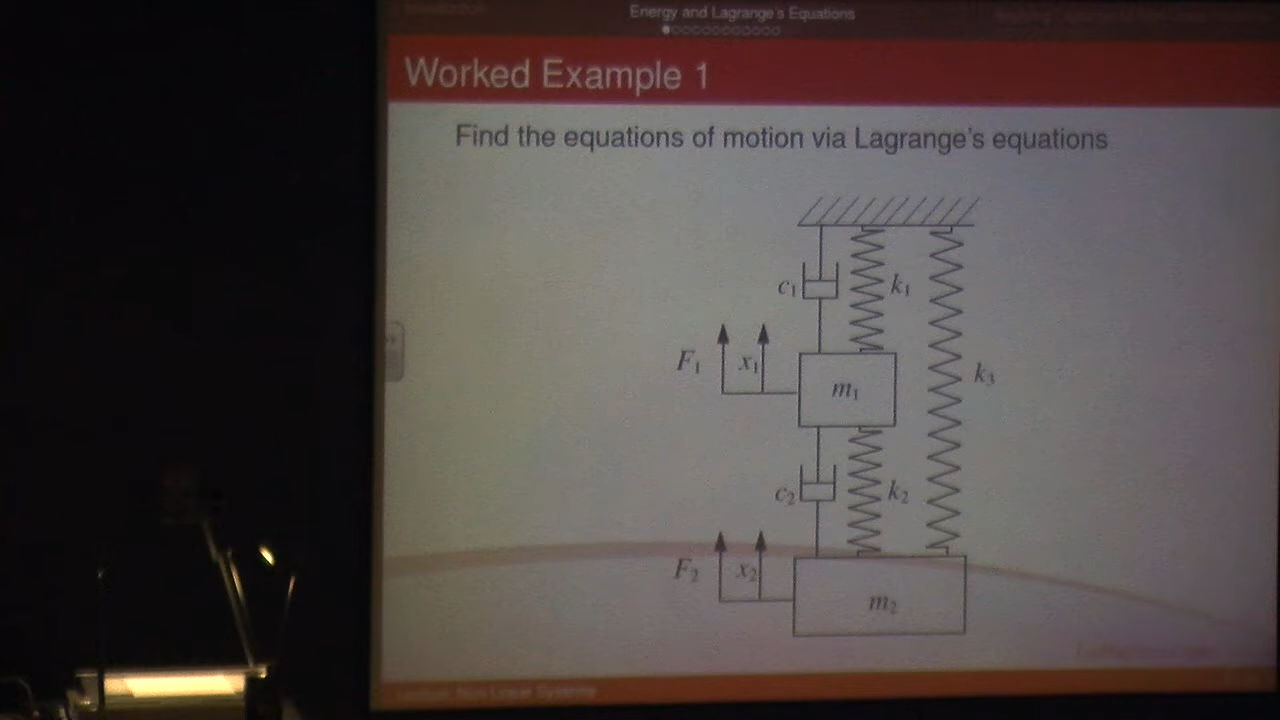 Energy and Lagrange's Equations
Worked Example 1
Find the equations of motion via Lagrange's equations
c₁
k₁
F₁
x₁
m₁
k₃
c₂
k₂
F₂
x₂
m₂